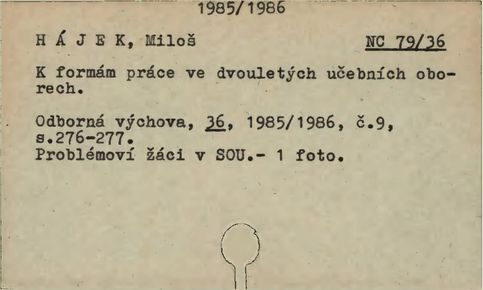 1985/1986
H Á J E K, Miloš NC 79/36
K formám práce ve dvouletých učebních obo-
rech.
Odborná výchova, 36, 1985/1986, č.9,
s.276-277.
Problémoví žáci v SOU.- 1 foto.